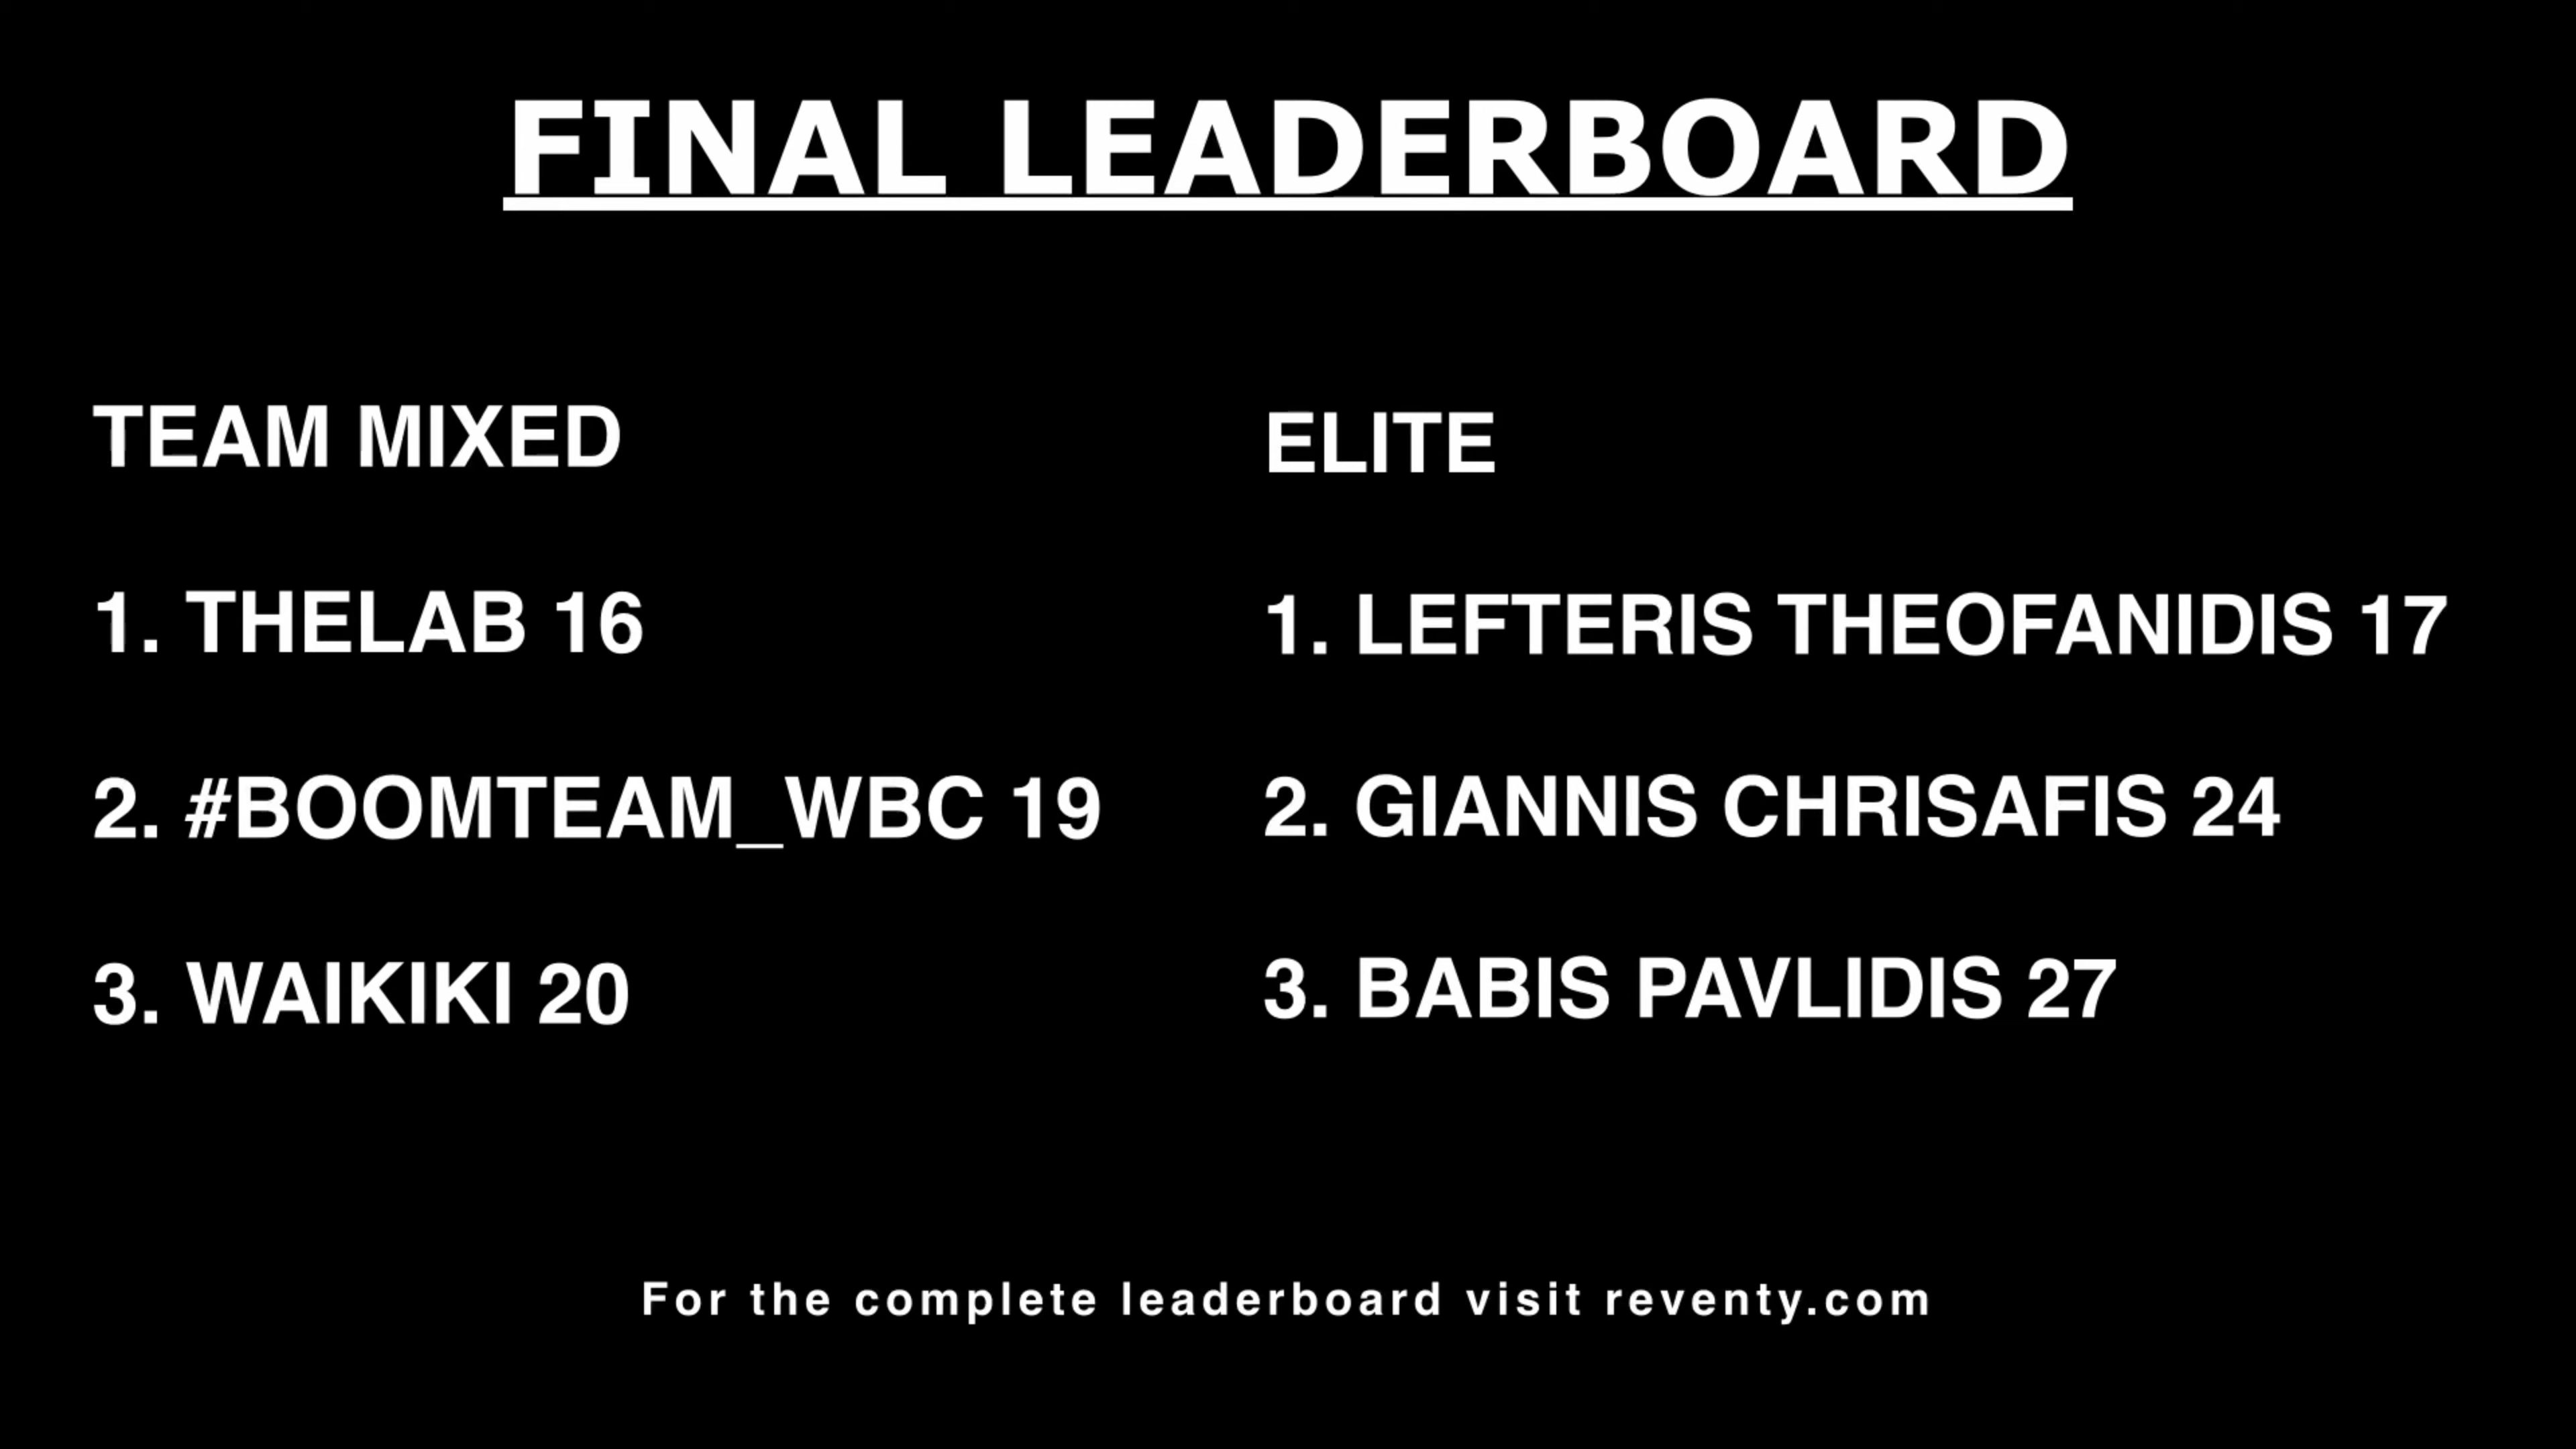 FINAL LEADERBOARD
TEAM MIXED
1. THELAB 16
2. #BOOMTEAM_WBC 19
3. WAIKIKI 20
ELITE
1. LEFTERIS THEOFANIDIS 17
2. GIANNIS CHRISAFIS 24
3. BABIS PAVLIDIS 27
For the complete leaderboard visit reventy.com